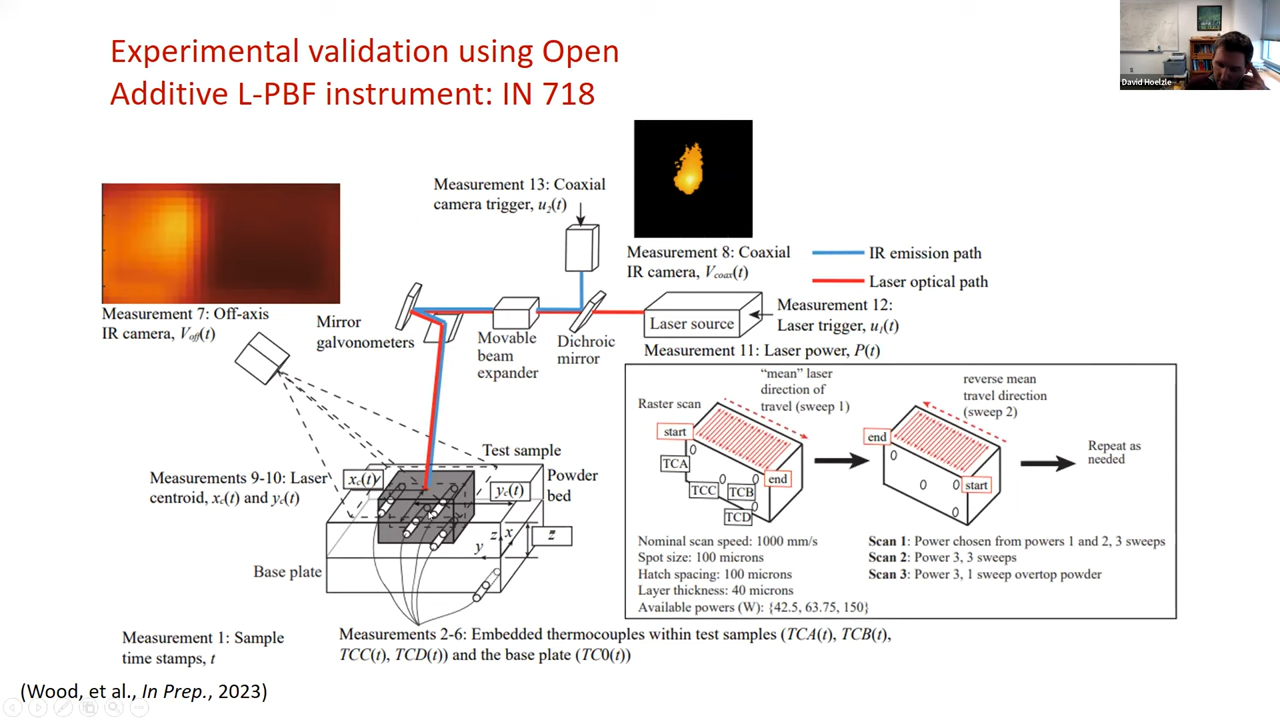 Experimental validation using Open
Additive L-PBF instrument: IN 718
David Hoelzle
Measurement 13: Coaxial
camera trigger, u2(t)
Measurement 8: Coaxial
IR camera, Vcoax(t)
IR emission path
Laser optical path
Measurement 7: Off-axis
IR camera, Voff(t)
Mirror
galvonometers
Movable
beam
expander
Dichroic
mirror
Laser source
Measurement 12:
Laser trigger, u1(t)
Measurement 11: Laser power, P(t)
Measurements 9-10: Laser
centroid, xc(t) and yc(t)
xc(t)
yc(t)
Test sample
Powder
bed
z
x
y
z
Base plate
Raster scan
"mean" laser
direction of
travel (sweep 1)
start
TCA
TCC
TCB
TCD
end
reverse mean
travel direction
(sweep 2)
end
start
Repeat as
needed
Nominal scan speed: 1000 mm/s
Spot size: 100 microns
Hatch spacing: 100 microns
Layer thickness: 40 microns
Available powers (W): {42.5, 63.75, 150}
Scan 1: Power chosen from powers 1 and 2, 3 sweeps
Scan 2: Power 3, 3 sweeps
Scan 3: Power 3, 1 sweep overtop powder
Measurement 1: Sample
time stamps, t
Measurements 2-6: Embedded thermocouples within test samples (TCA(t), TCB(t),
TCC(t), TCD(t)) and the base plate (TC0(t))
(Wood, et al., In Prep., 2023)